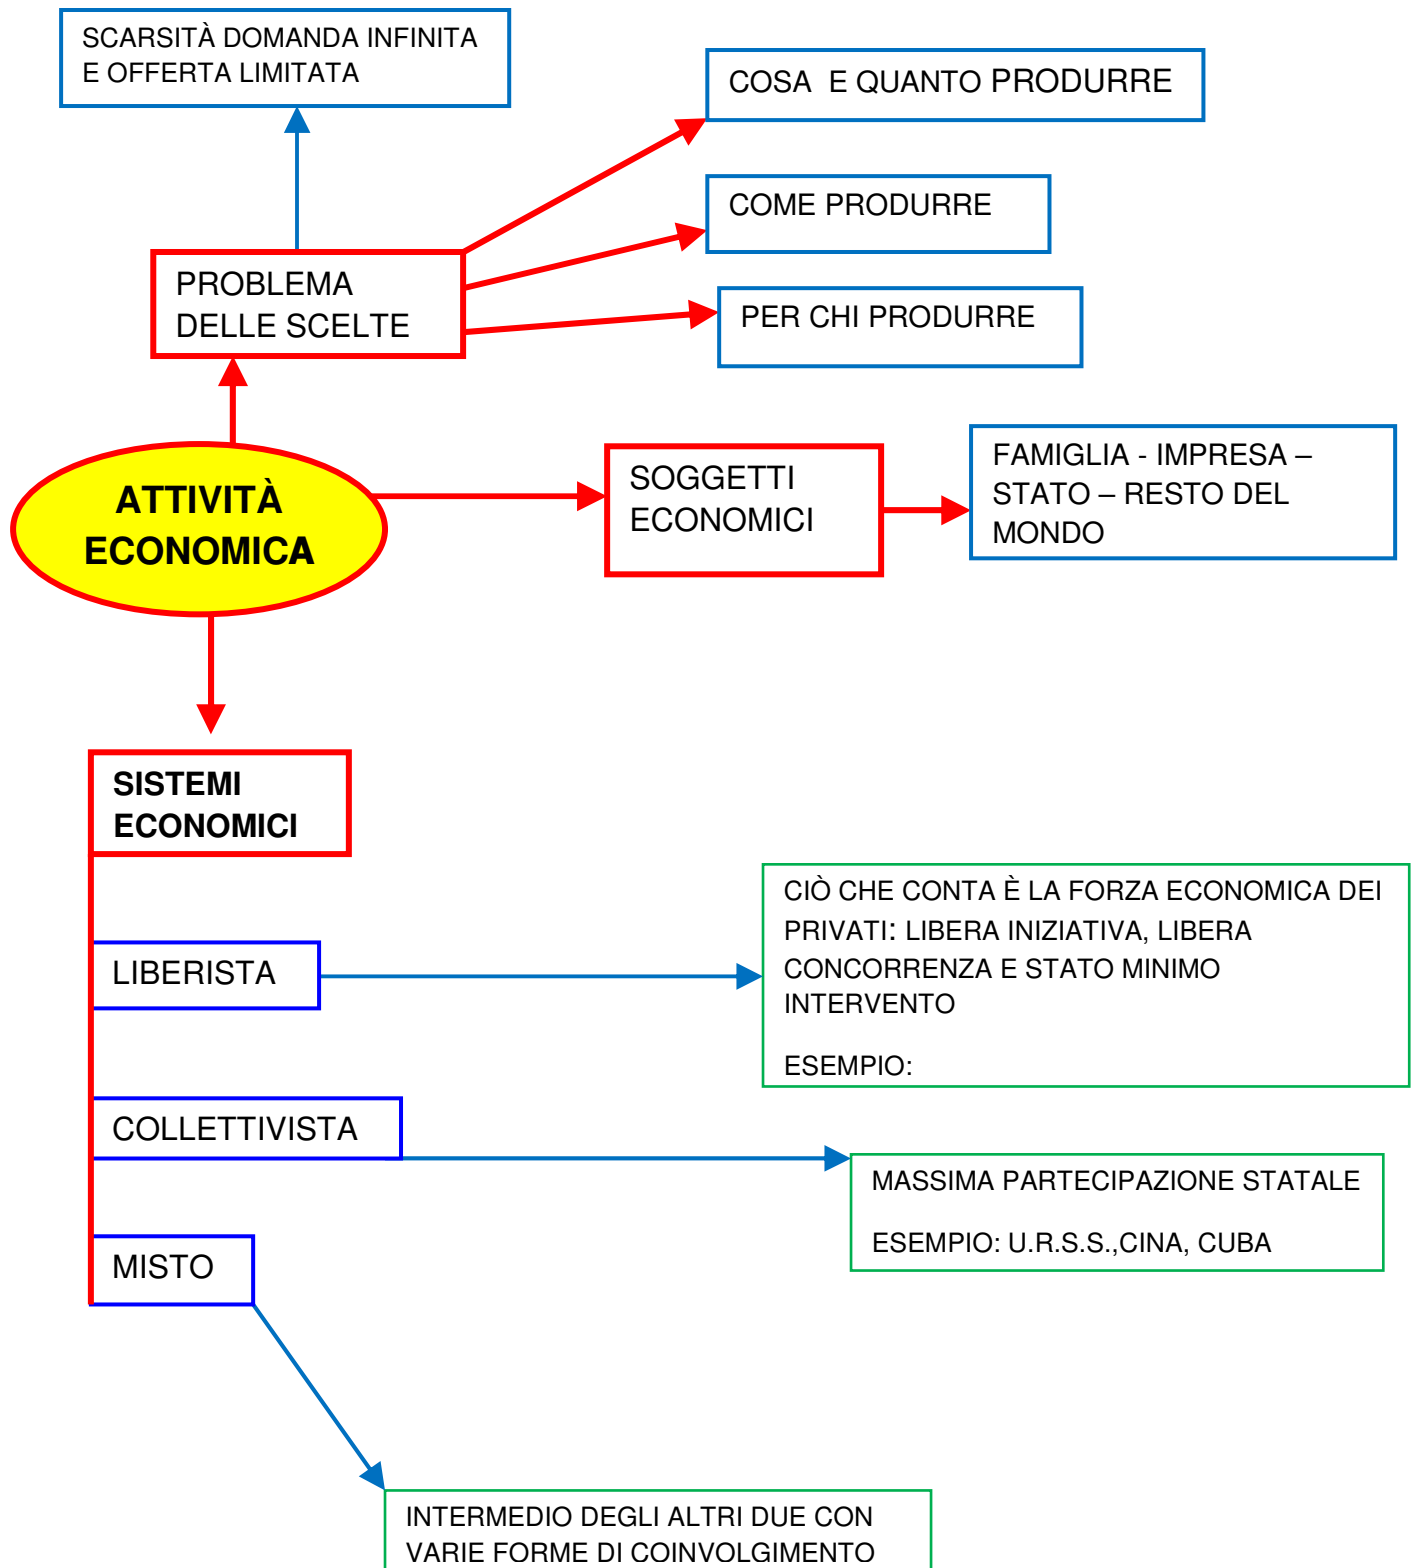 SCARSITÀ DOMANDA INFINITA
E OFFERTA LIMITATA
COSA  E QUANTO PRODURRE
COME PRODURRE
PROBLEMA
DELLE SCELTE
PER CHI PRODURRE
ATTIVITÀ
ECONOMICA
SOGGETTI
ECONOMICI
FAMIGLIA - IMPRESA –
STATO – RESTO DEL
MONDO
SISTEMI
ECONOMICI
LIBERISTA
CIÒ CHE CONTA È LA FORZA ECONOMICA DEI
PRIVATI: LIBERA INIZIATIVA, LIBERA
CONCORRENZA E STATO MINIMO
INTERVENTO
ESEMPIO:
COLLETTIVISTA
MASSIMA PARTECIPAZIONE STATALE
ESEMPIO: U.R.S.S.,CINA, CUBA
MISTO
INTERMEDIO DEGLI ALTRI DUE CON
VARIE FORME DI COINVOLGIMENTO